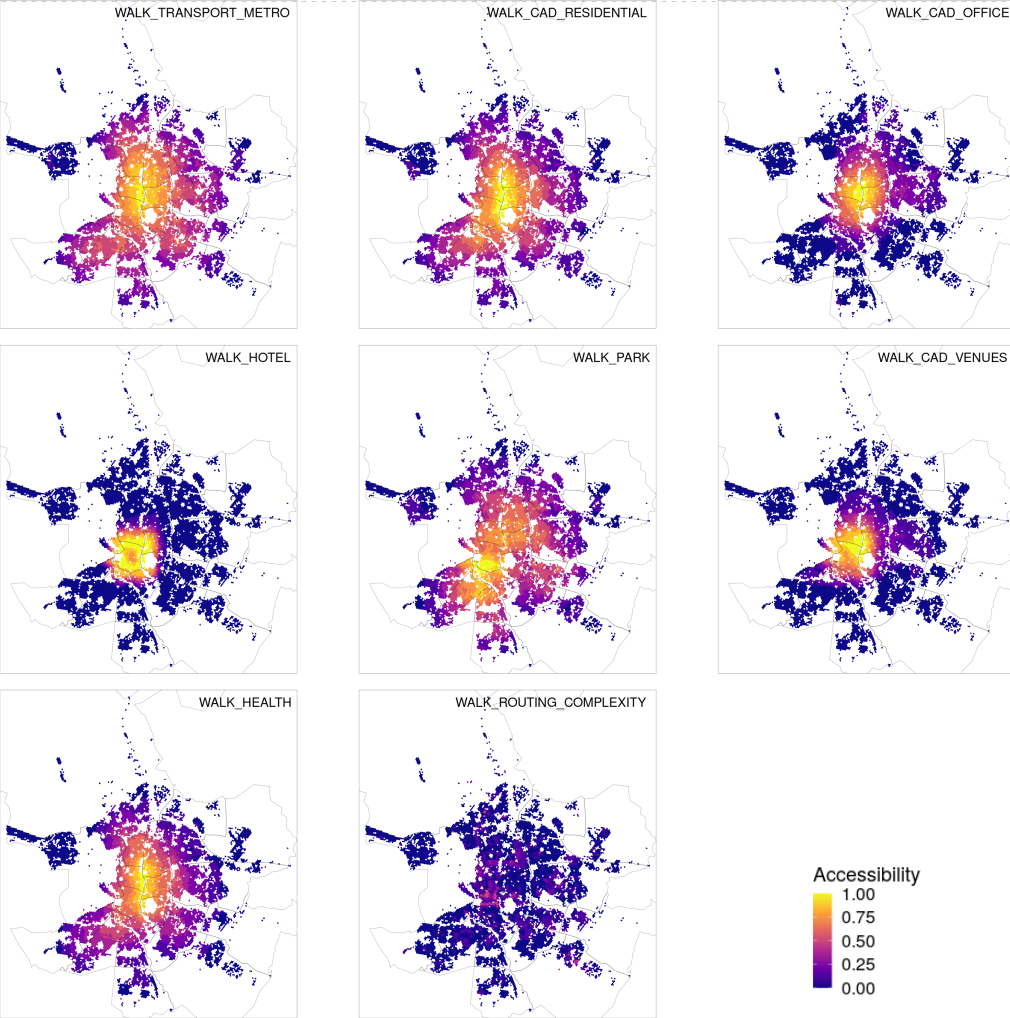 WALK_TRANSPORT_METRO
WALK_CAD_RESIDENTIAL
WALK_CAD_OFFICE
WALK_HOTEL
WALK_PARK
WALK_CAD_VENUES
WALK_HEALTH
WALK_ROUTING_COMPLEXITY
Accessibility
1.00
0.75
0.50
0.25
0.00